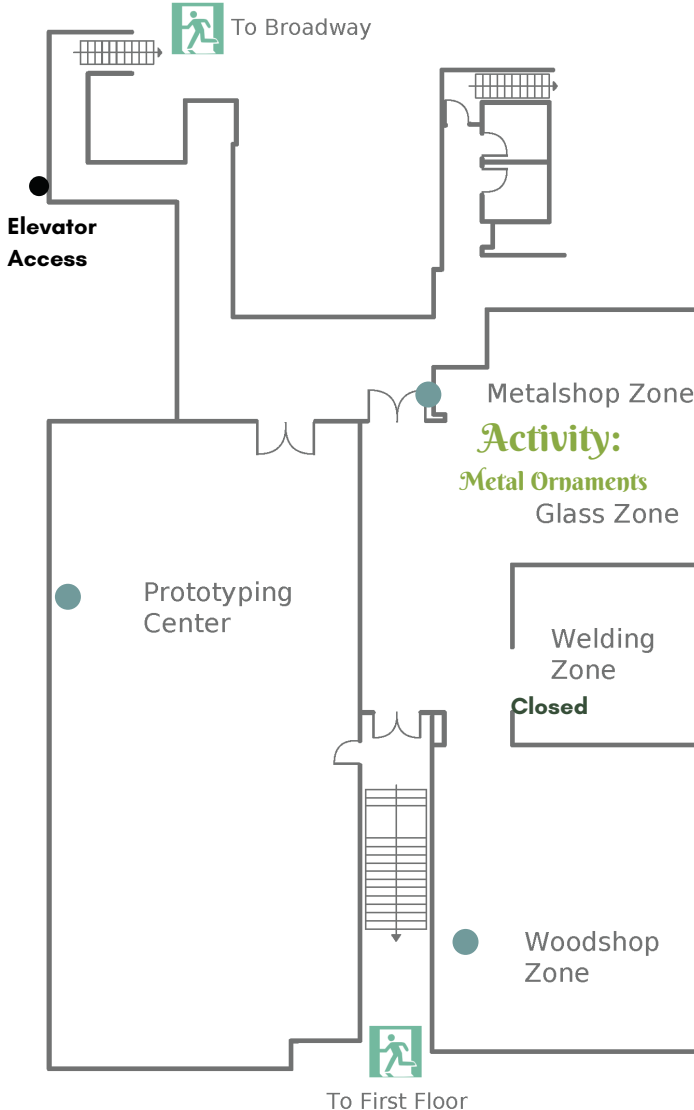 To Broadway
Elevator
Access
Metalshop Zone
Activity:
Metal Ornaments
Glass Zone
Prototyping
Center
Welding
Zone
Closed
Woodshop
Zone
To First Floor